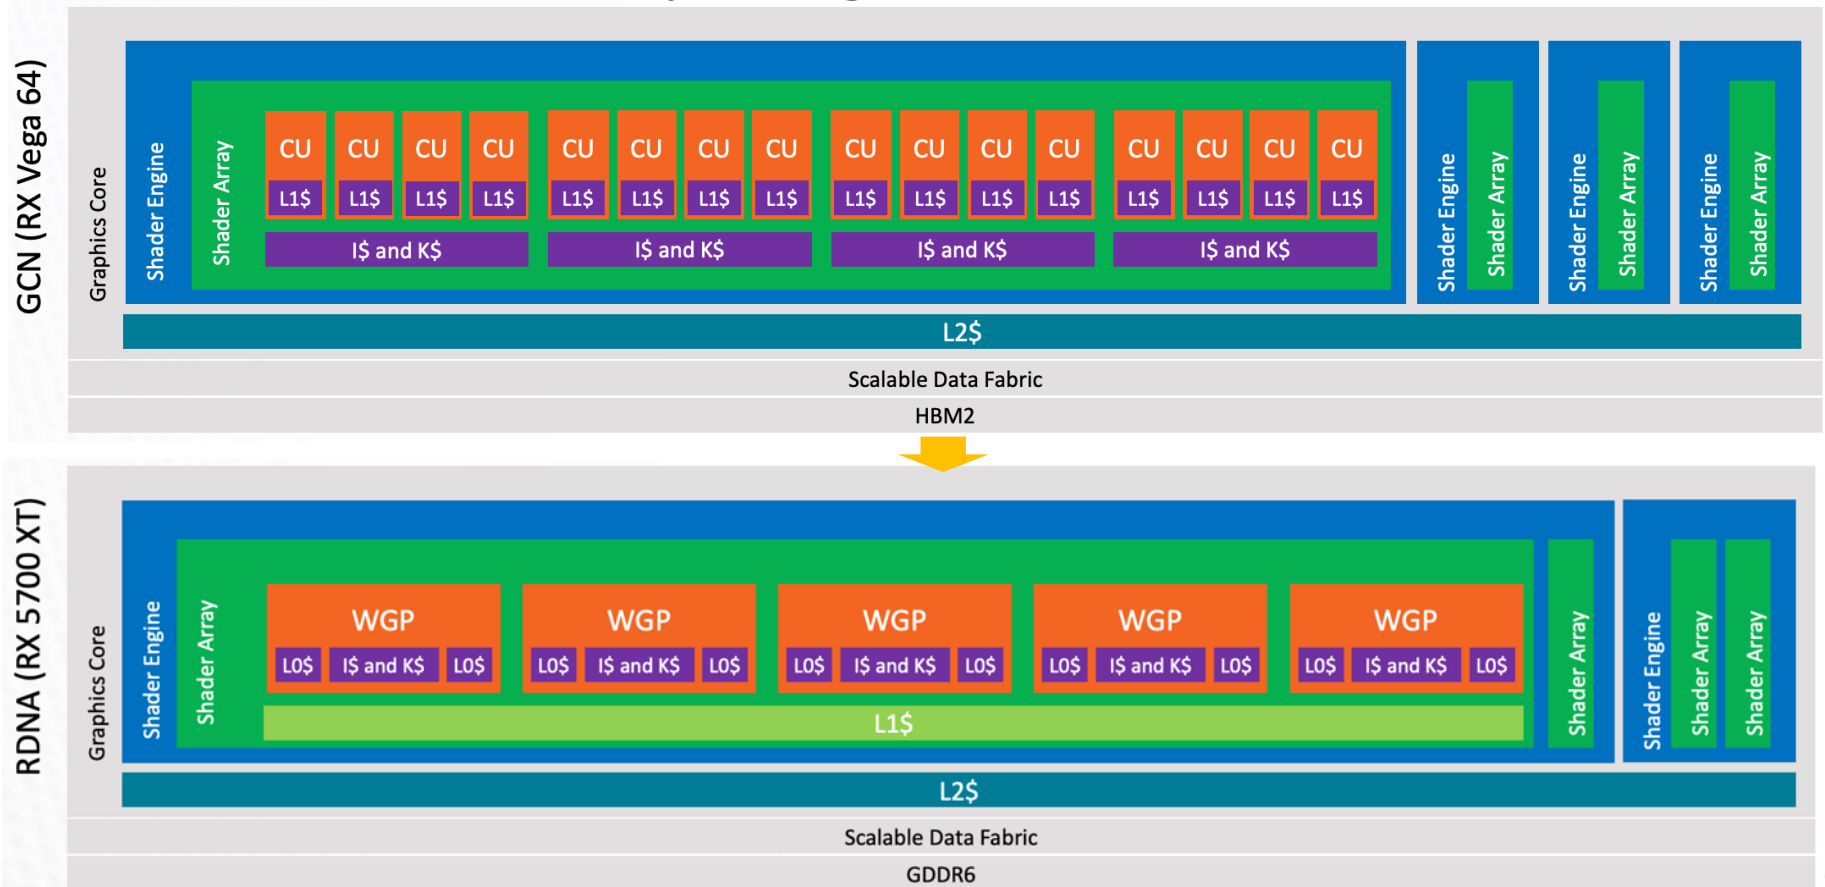 GCN (RX Vega 64)
Graphics Core
Shader Engine
Shader Array
CU CU CU CU CU CU CU CU CU CU CU CU CU CU CU CU
L1$ L1$ L1$ L1$ L1$ L1$ L1$ L1$ L1$ L1$ L1$ L1$ L1$ L1$ L1$ L1$
I$ and K$ I$ and K$ I$ and K$ I$ and K$
Shader Engine
Shader Array
Shader Engine
Shader Array
Shader Engine
Shader Array
L2$
Scalable Data Fabric
HBM2
RDNA (RX 5700 XT)
Graphics Core
Shader Engine
Shader Array
WGP WGP WGP WGP WGP
L0$ I$ and K$ L0$ L0$ I$ and K$ L0$ L0$ I$ and K$ L0$ L0$ I$ and K$ L0$ L0$ I$ and K$ L0$
L1$
Shader Array
Shader Engine
Shader Array
Shader Array
L2$
Scalable Data Fabric
GDDR6